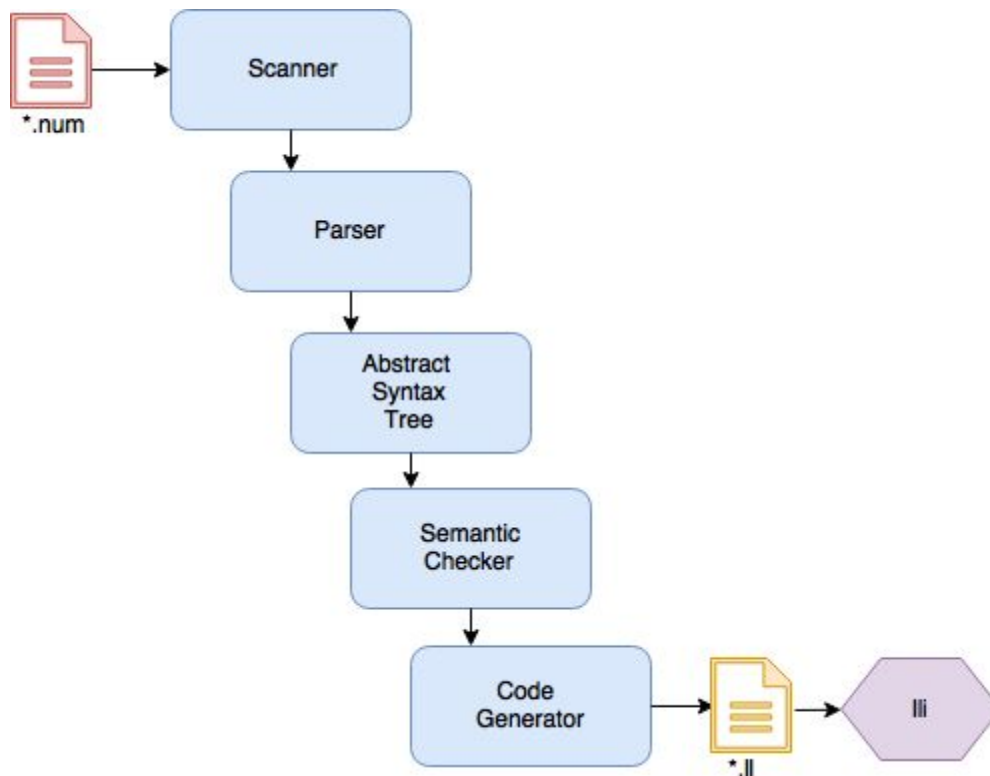 Scanner
*.num
Parser
Abstract
Syntax
Tree
Semantic
Checker
Code
Generator
lli
*.ll